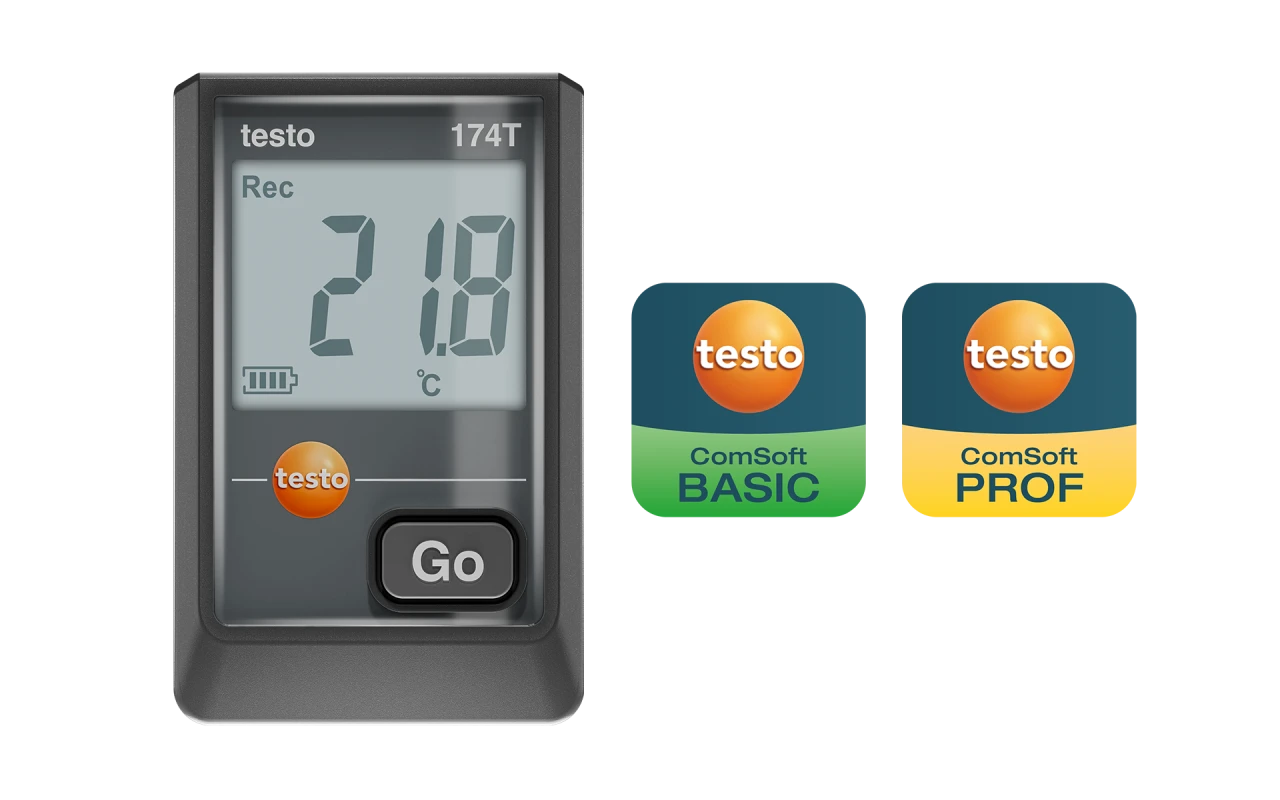 testo 174T
Rec
21.8
°C
testo
Go
testo
ComSoft
BASIC
testo
ComSoft
PROF